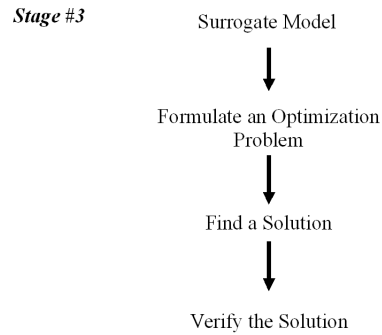 Stage #3
Surrogate Model
Formulate an Optimization
Problem
Find a Solution
Verify the Solution